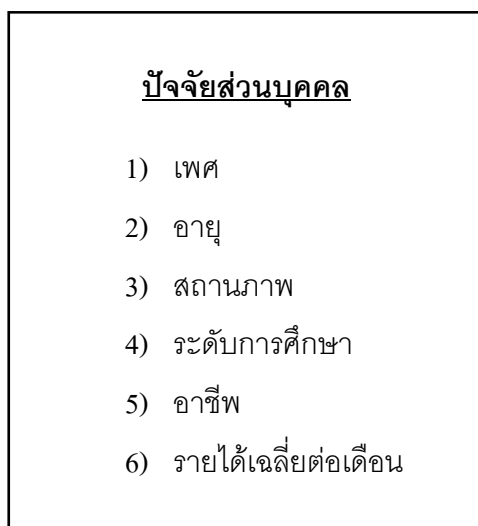 ปัจจัยส่วนบุคคล
1) เพศ
2) อายุ
3) สถานภาพ
4) ระดับการศึกษา
5) อาชีพ
6) รายได้เฉลี่ยต่อเดือน